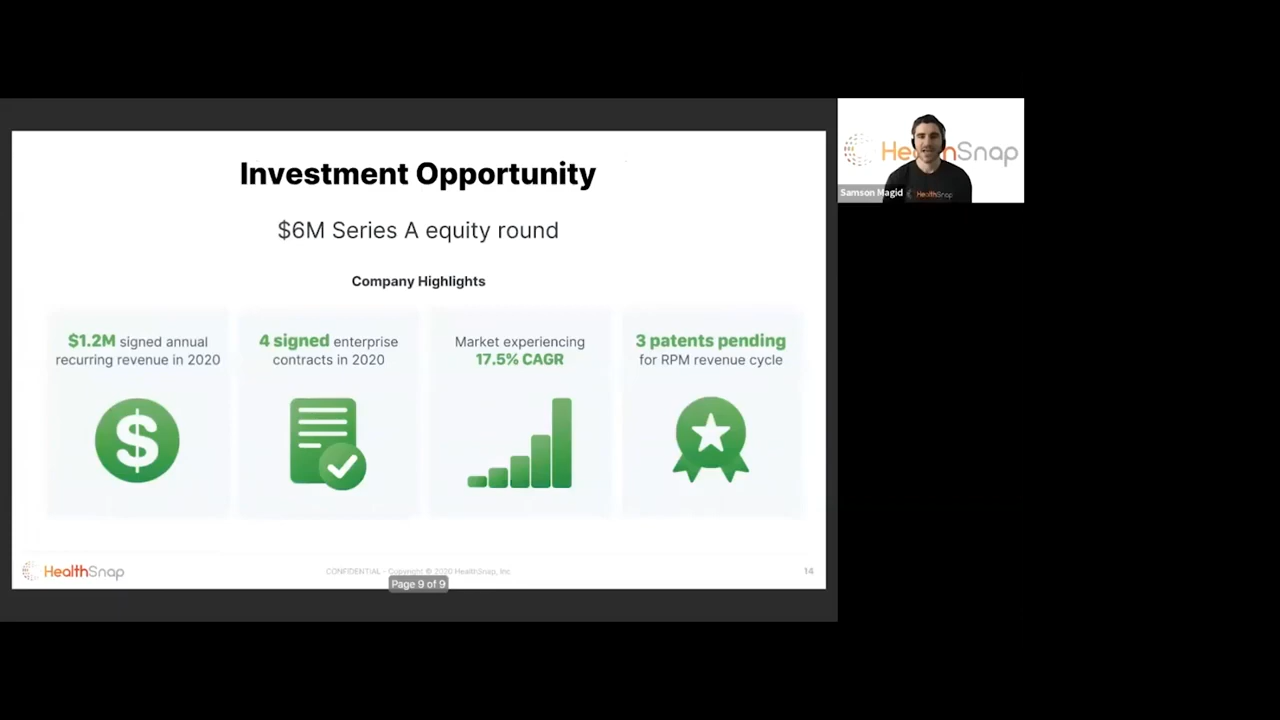 Investment Opportunity
$6M Series A equity round
Company Highlights
$1.2M signed annual
recurring revenue in 2020
4 signed enterprise
contracts in 2020
Market experiencing
17.5% CAGR
3 patents pending
for RPM revenue cycle
HealthSnap
CONFIDENTIAL - Copyright © 2020 HealthSnap, Inc.
Page 9 of 9
14
HealthSnap
Samson Magid
HealthSnap